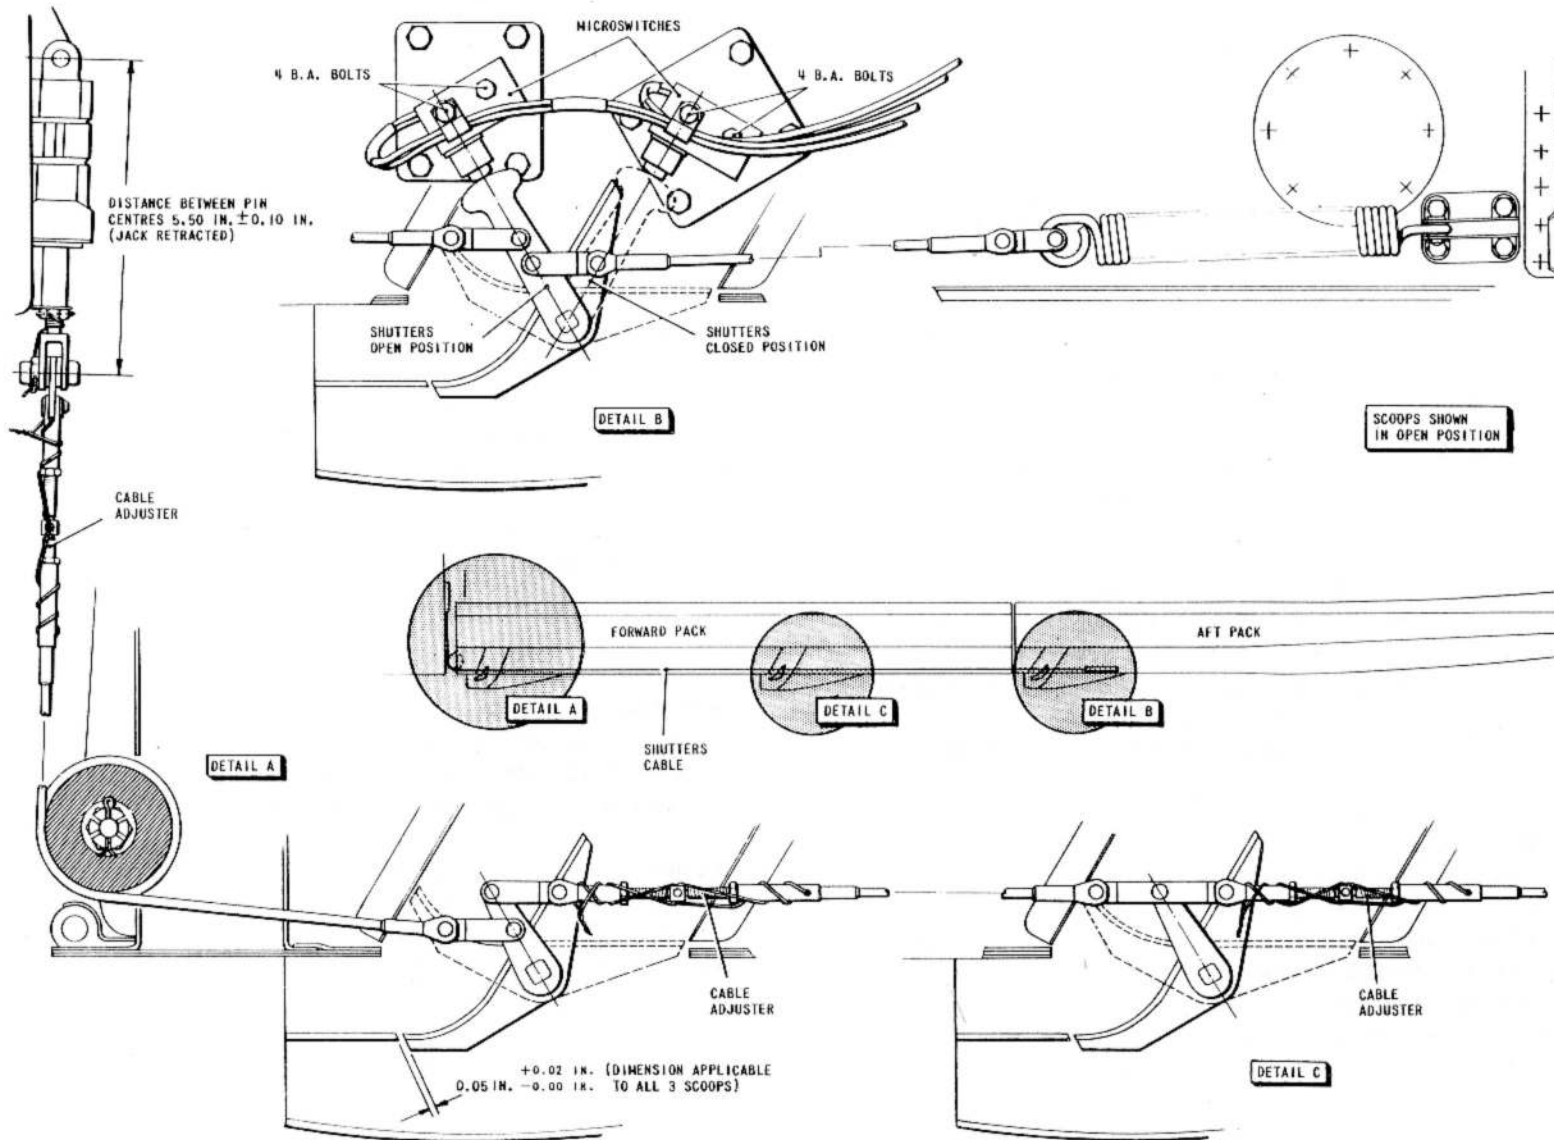 MICROSWITCHES
4 B.A. BOLTS
4 B.A. BOLTS
DISTANCE BETWEEN PIN
CENTRES 5.50 IN. ±0.10 IN.
(JACK RETRACTED)
SHUTTERS
OPEN POSITION
SHUTTERS
CLOSED POSITION
DETAIL B
SCOOPS SHOWN
IN OPEN POSITION
CABLE
ADJUSTER
FORWARD PACK
AFT PACK
DETAIL A
DETAIL C
DETAIL B
SHUTTERS
CABLE
DETAIL A
CABLE
ADJUSTER
CABLE
ADJUSTER
+0.02 IN. (DIMENSION APPLICABLE
0.05 IN. -0.00 IN. TO ALL 3 SCOOPS)
DETAIL C